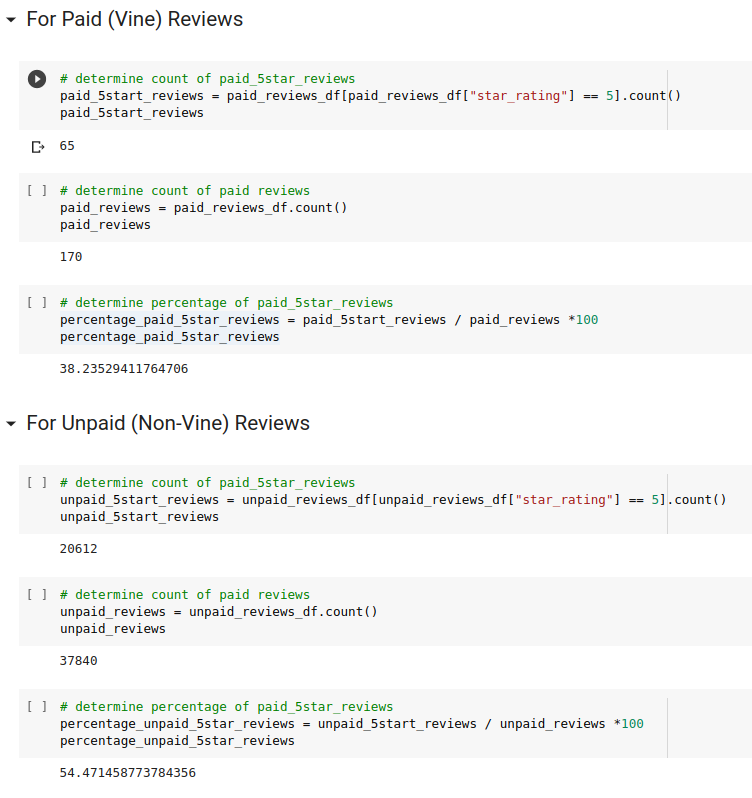 For Paid (Vine) Reviews
# determine count of paid_5star_reviews
paid_5start_reviews = paid_reviews_df[paid_reviews_df["star_rating"] == 5].count()
paid_5start_reviews
65
[ ] # determine count of paid reviews
paid_reviews = paid_reviews_df.count()
paid_reviews
170
[ ] # determine percentage of paid_5star_reviews
percentage_paid_5star_reviews = paid_5start_reviews / paid_reviews *100
percentage_paid_5star_reviews
38.23529411764706
For Unpaid (Non-Vine) Reviews
[ ] # determine count of paid_5star_reviews
unpaid_5start_reviews = unpaid_reviews_df[unpaid_reviews_df["star_rating"] == 5].count()
unpaid_5start_reviews
20612
[ ] # determine count of paid reviews
unpaid_reviews = unpaid_reviews_df.count()
unpaid_reviews
37840
[ ] # determine percentage of paid_5star_reviews
percentage_unpaid_5star_reviews = unpaid_5start_reviews / unpaid_reviews *100
percentage_unpaid_5star_reviews
54.471458773784356